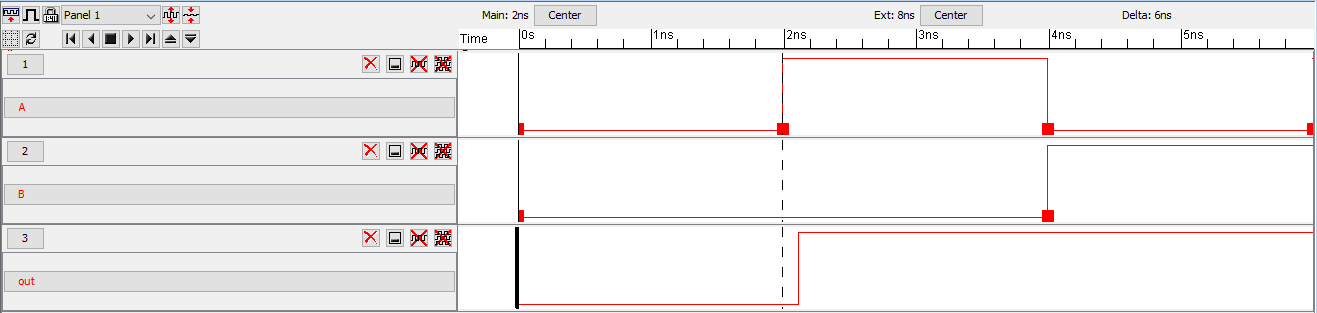 Panel 1 Main: 2ns Center Ext: 8ns Center Delta: 6ns
Time 0s 1ns 2ns 3ns 4ns 5ns
1
A
2
B
3
out